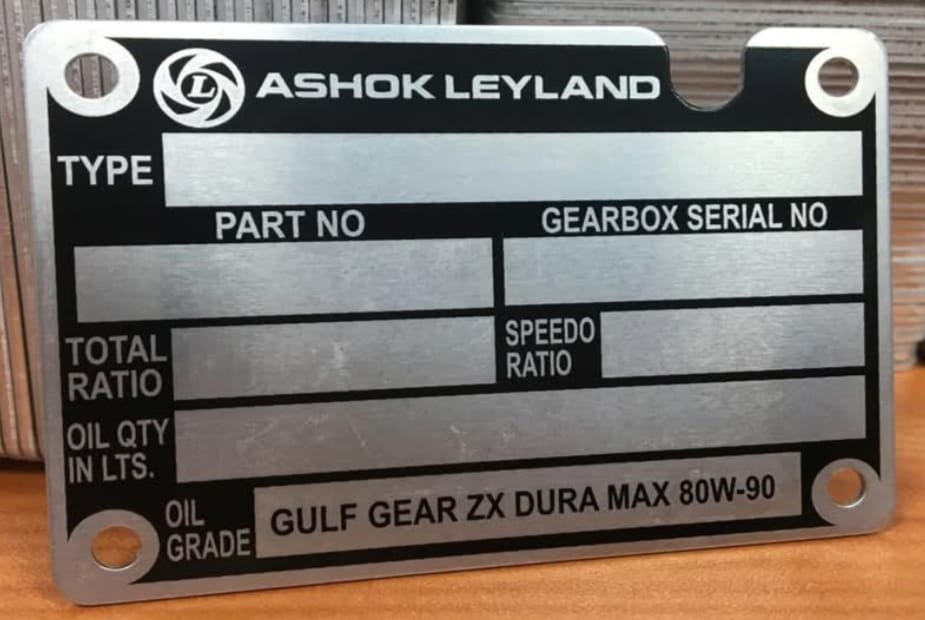 L ASHOK LEYLAND
TYPE
PART NO GEARBOX SERIAL NO
TOTAL
RATIO
SPEEDO
RATIO
OIL QTY
IN LTS.
OIL
GRADE
GULF GEAR ZX DURA MAX 80W-90